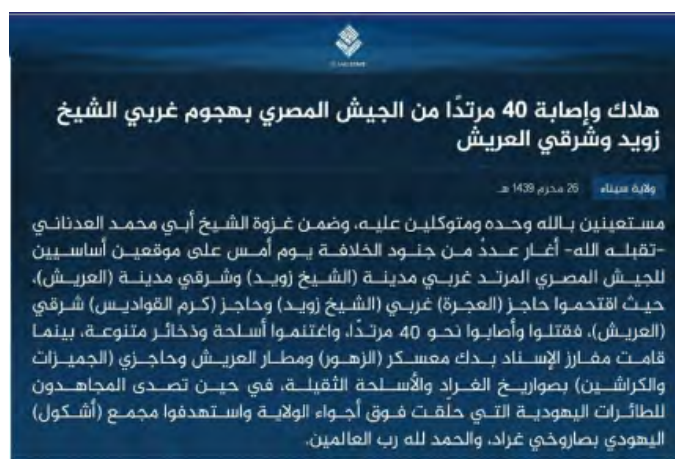 هلاك وإصابة 40 مرتدًا من الجيش المصري بهجوم غربي الشيخ
زويد وشرقي العريش
ولاية سيناء 26 محرم 1439 هـ
مستعينين بالله وحده ومتوكلين عليه، وضمن غزوة الشيخ أبي محمد العدناني
-تقبله الله- أغار عددٌ من جنود الخلافة يوم أمس على موقعين أساسيين
للجيش المصري المرتد غربي مدينة (الشيخ زويد) وشرقي مدينة (العريش)،
حيث اقتحموا حاجز (العجرة) غربي (الشيخ زويد) وحاجز (كرم القواديس) شرقي
(العريش)، فقتلوا وأصابوا نحو 40 مرتدًا، واغتنموا أسلحة وذخائر متنوعة، بينما
قامت مفارز الإسناد بدك معسكر (الزهور) ومطار العريش وحاجزي (الجميزات
والكراشين) بصواريخ الغراد والأسلحة الثقيلة، في حين تصدى المجاهدون
للطائرات اليهودية التي حلّقت فوق أجواء الولاية واستهدفوا مجمع (أشكول)
اليهودي بصاروخي غراد، والحمد لله رب العالمين.